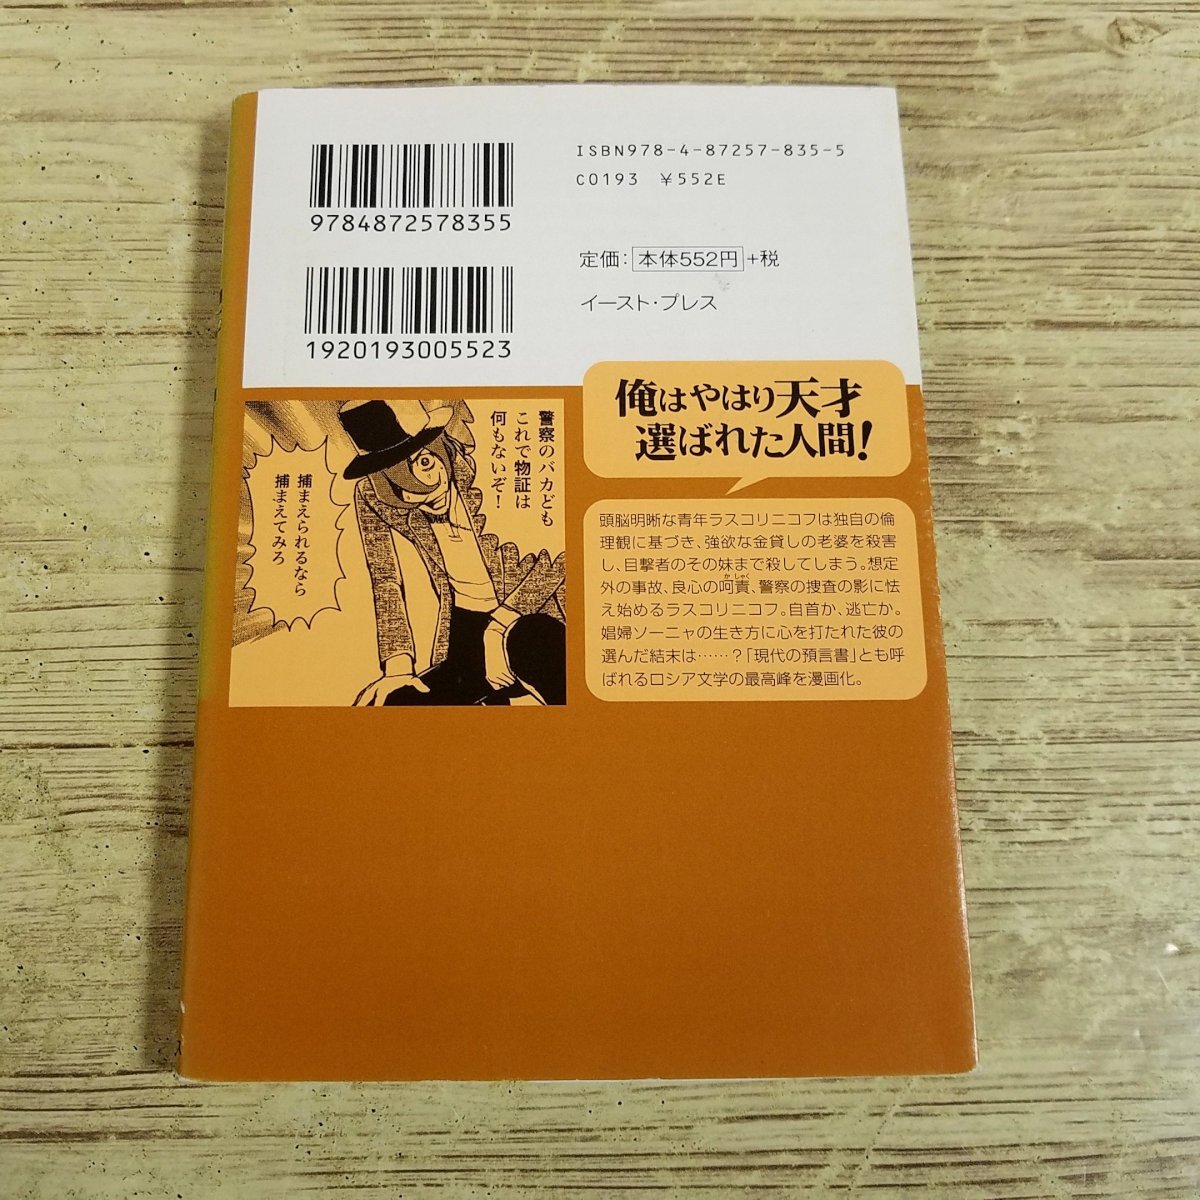 ISBN978-4-87257-835-5
C0193 ¥552E
9784872578355
定価：本体552円+税
イースト・プレス
1920193005523
俺はやはり天才
選ばれた人間！
警察のバカども
これで物証は
何もないぞ！
捕まえられるなら
捕まえてみろ
頭脳明晰な青年ラスコリニコフは独自の倫
理観に基づき、強欲な金貸しの老婆を殺害
し、目撃者のその妹まで殺してしまう。想定
外の事故、良心の呵責、警察の捜査の影に怯
かしゃく
え始めるラスコリニコフ。自首か、逃亡か。
娼婦ソーニャの生き方に心を打たれた彼の
選んだ結末は……？「現代の預言書」とも呼
ばれるロシア文学の最高峰を漫画化。